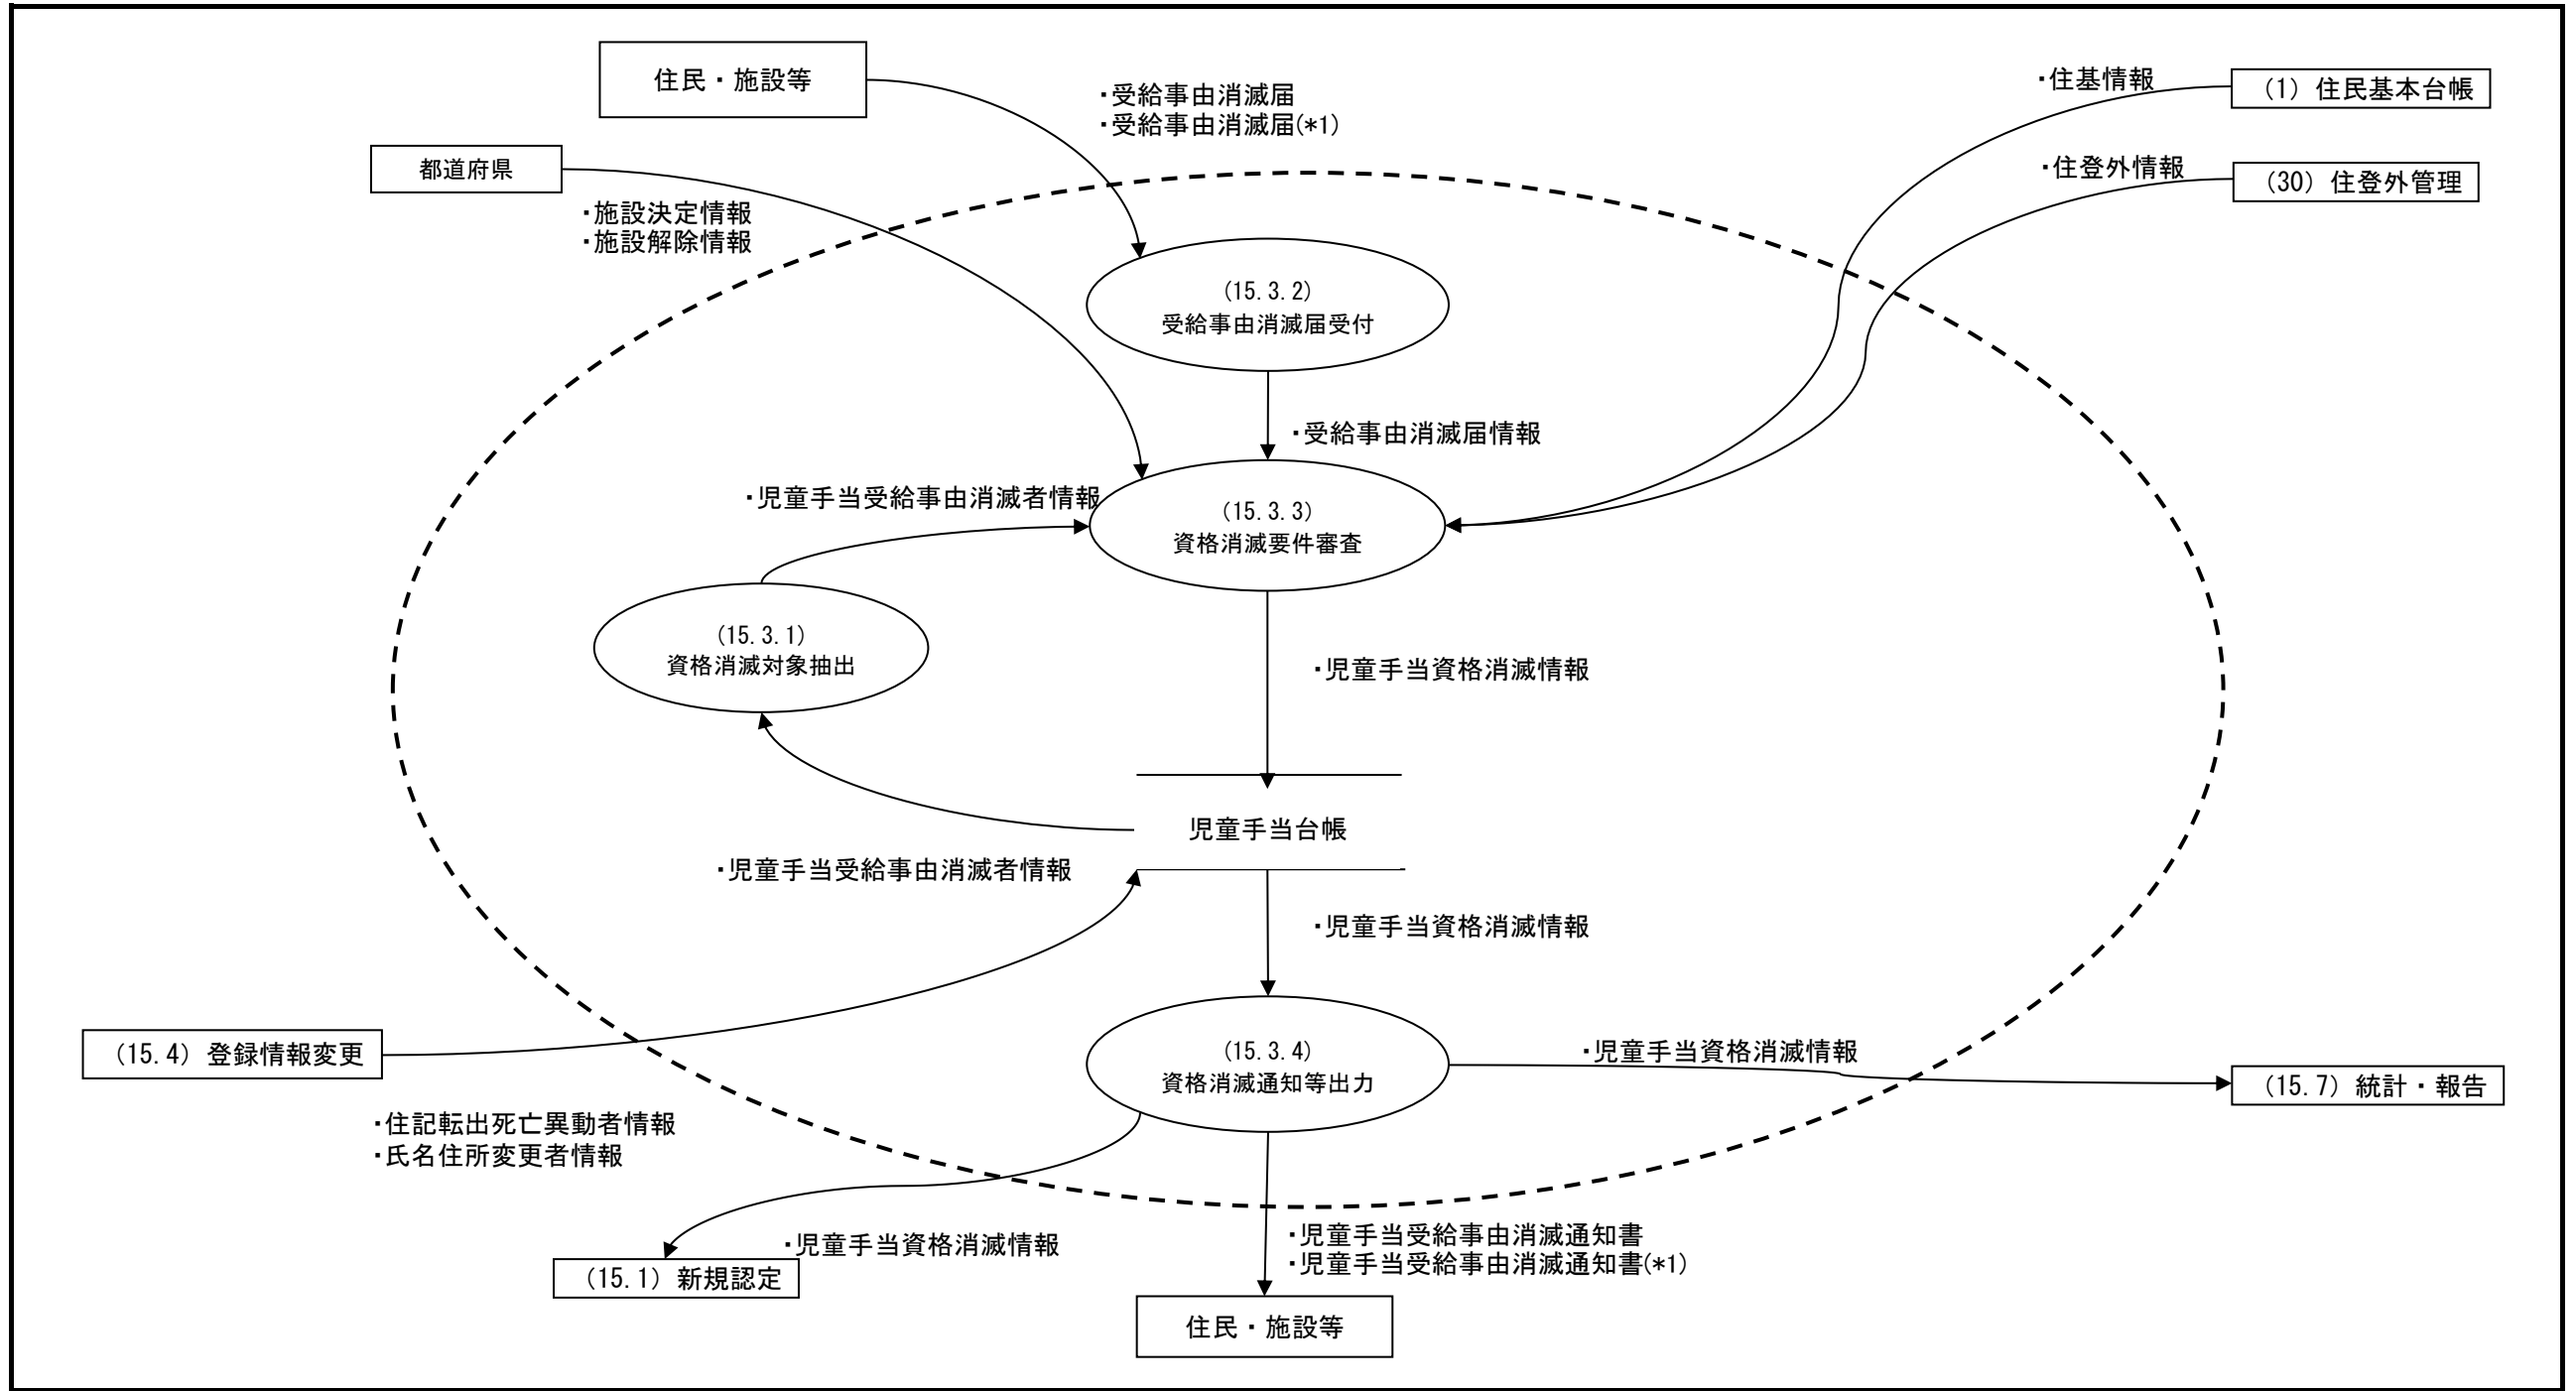 住民・施設等
・受給事由消滅届
・受給事由消滅届(*1)
・住基情報
(1) 住民基本台帳
都道府県
・施設決定情報
・施設解除情報
・住登外情報
(30) 住登外管理
(15.3.2)
受給事由消滅届受付
・受給事由消滅届情報
・児童手当受給事由消滅者情報
(15.3.3)
資格消滅要件審査
(15.3.1)
資格消滅対象抽出
・児童手当資格消滅情報
児童手当台帳
・児童手当受給事由消滅者情報
・児童手当資格消滅情報
(15.4) 登録情報変更
・住記転出死亡異動者情報
・氏名住所変更者情報
(15.3.4)
資格消滅通知等出力
・児童手当資格消滅情報
(15.7) 統計・報告
・児童手当資格消滅情報
(15.1) 新規認定
・児童手当受給事由消滅通知書
・児童手当受給事由消滅通知書(*1)
住民・施設等